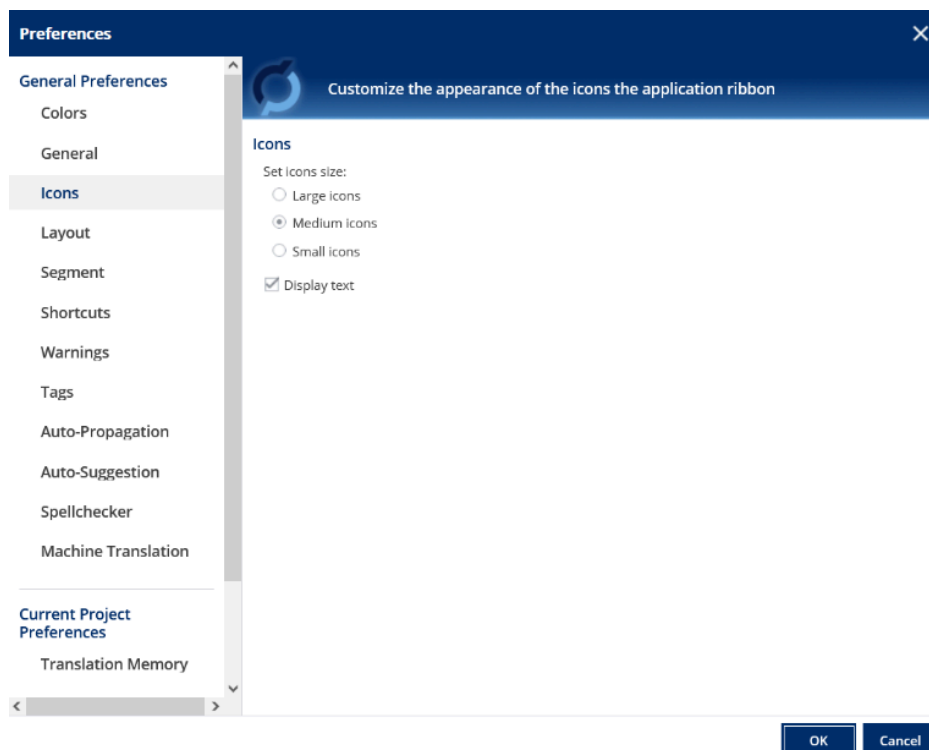 Preferences
General Preferences
Colors
General
Icons
Layout
Segment
Shortcuts
Warnings
Tags
Auto-Propagation
Auto-Suggestion
Spellchecker
Machine Translation
Current Project
Preferences
Translation Memory
Customize the appearance of the icons the application ribbon
Icons
Set icons size:
Large icons
Medium icons
Small icons
Display text
OK
Cancel